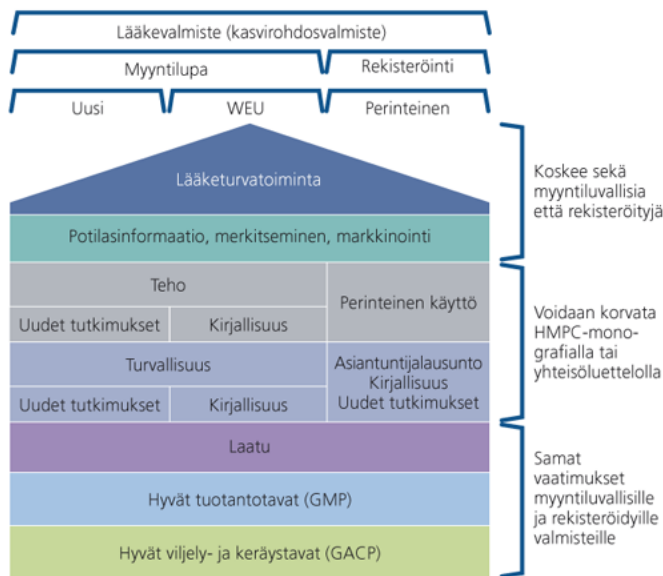 Lääkevalmiste (kasvirohdosvalmiste)
Myyntilupa
Rekisteröinti
Uusi
WEU
Perinteinen
Lääketurvatoiminta
Koskee sekä
myyntiluvallisia
että rekisteröityjä
Potilasinformaatio, merkitseminen, markkinointi
Teho
Perinteinen käyttö
Uudet tutkimukset
Kirjallisuus
Voidaan korvata
HMPC-mono-
grafialla tai
yhteisöluettelolla
Turvallisuus
Asiantuntijalausunto
Kirjallisuus
Uudet tutkimukset
Uudet tutkimukset
Kirjallisuus
Laatu
Hyvät tuotantotavat (GMP)
Hyvät viljely- ja keräystavat (GACP)
Samat
vaatimukset
myyntiluvallisille
ja rekisteröidyille
valmisteille